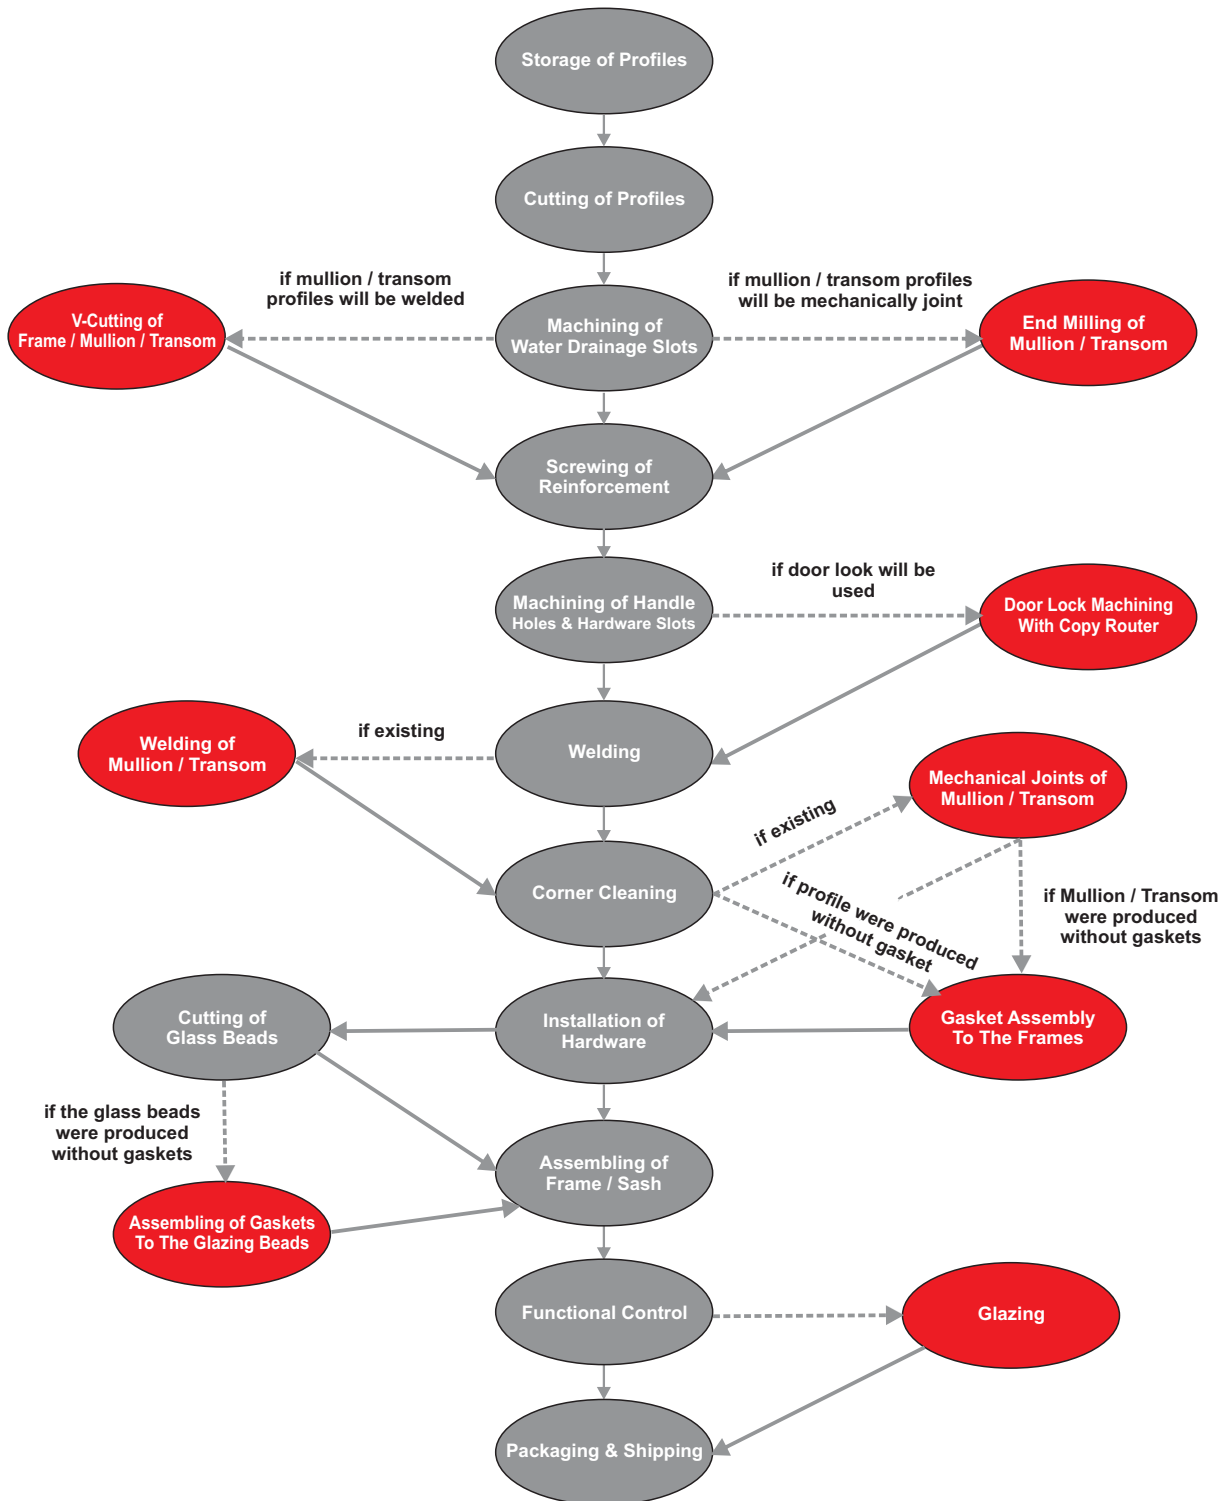 Storage of Profiles
Cutting of Profiles
if mullion / transom
profiles will be welded
if mullion / transom profiles
will be mechanically joint
V-Cutting of
Frame / Mullion / Transom
Machining of
Water Drainage Slots
End Milling of
Mullion / Transom
Screwing of
Reinforcement
if door look will be
used
Machining of Handle
Holes & Hardware Slots
Door Lock Machining
With Copy Router
Welding of
Mullion / Transom
if existing
Welding
Mechanical Joints of
Mullion / Transom
if existing
Corner Cleaning
if profile were produced
without gasket
if Mullion / Transom
were produced
without gaskets
Cutting of
Glass Beads
Installation of
Hardware
Gasket Assembly
To The Frames
if the glass beads
were produced
without gaskets
Assembling of
Frame / Sash
Assembling of Gaskets
To The Glazing Beads
Functional Control
Glazing
Packaging & Shipping